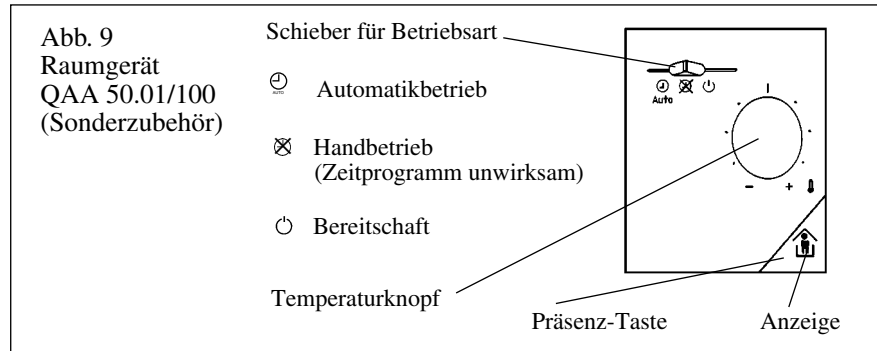 Abb. 9
Raumgerät
QAA 50.01/100
(Sonderzubehör)
Schieber für Betriebsart
AUTO
Automatikbetrieb
Handbetrieb
(Zeitprogramm unwirksam)
Bereitschaft
Temperaturknopf
Auto
– +
Präsenz-Taste
Anzeige